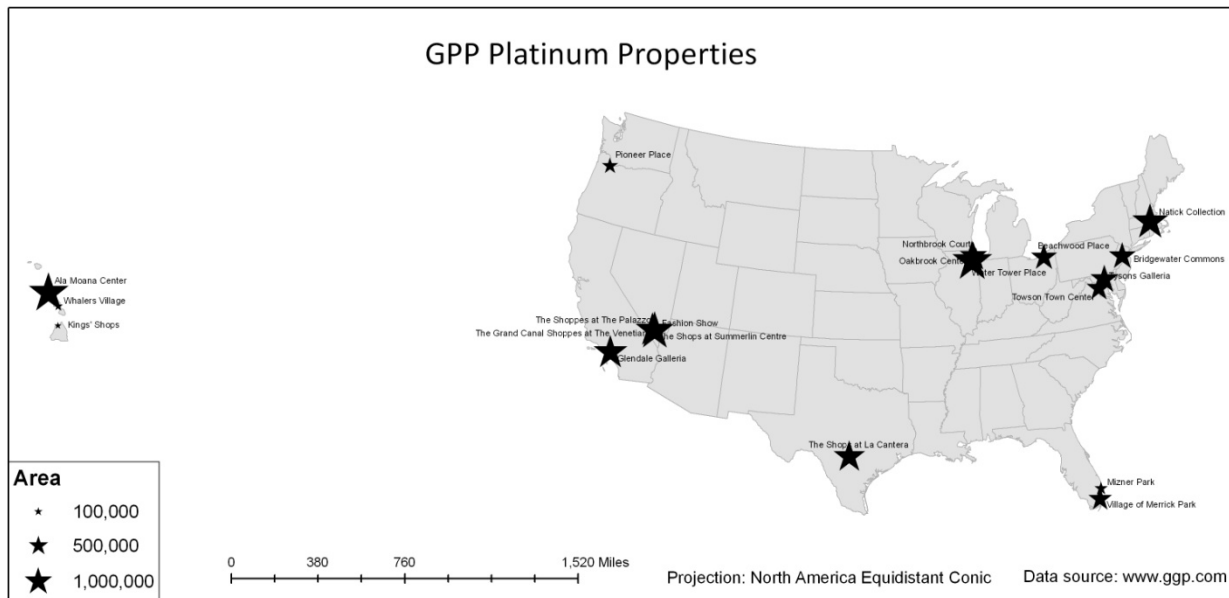 GPP Platinum Properties
Pioneer Place
Natick Collection
Northbrook Court
Beachwood Place
Oakbrook Center
Water Tower Place
Bridgewater Commons
Tysons Galleria
Towson Town Center
Ala Moana Center
Whalers Village
Kings' Shops
The Shoppes at The Palazzo
Fashion Show
The Grand Canal Shoppes at The Venetian
The Shops at Summerlin Centre
Glendale Galleria
The Shops at La Cantera
Mizner Park
Village of Merrick Park
Area
100,000
500,000
1,000,000
0 380 760 1,520 Miles
Projection: North America Equidistant Conic
Data source: www.ggp.com